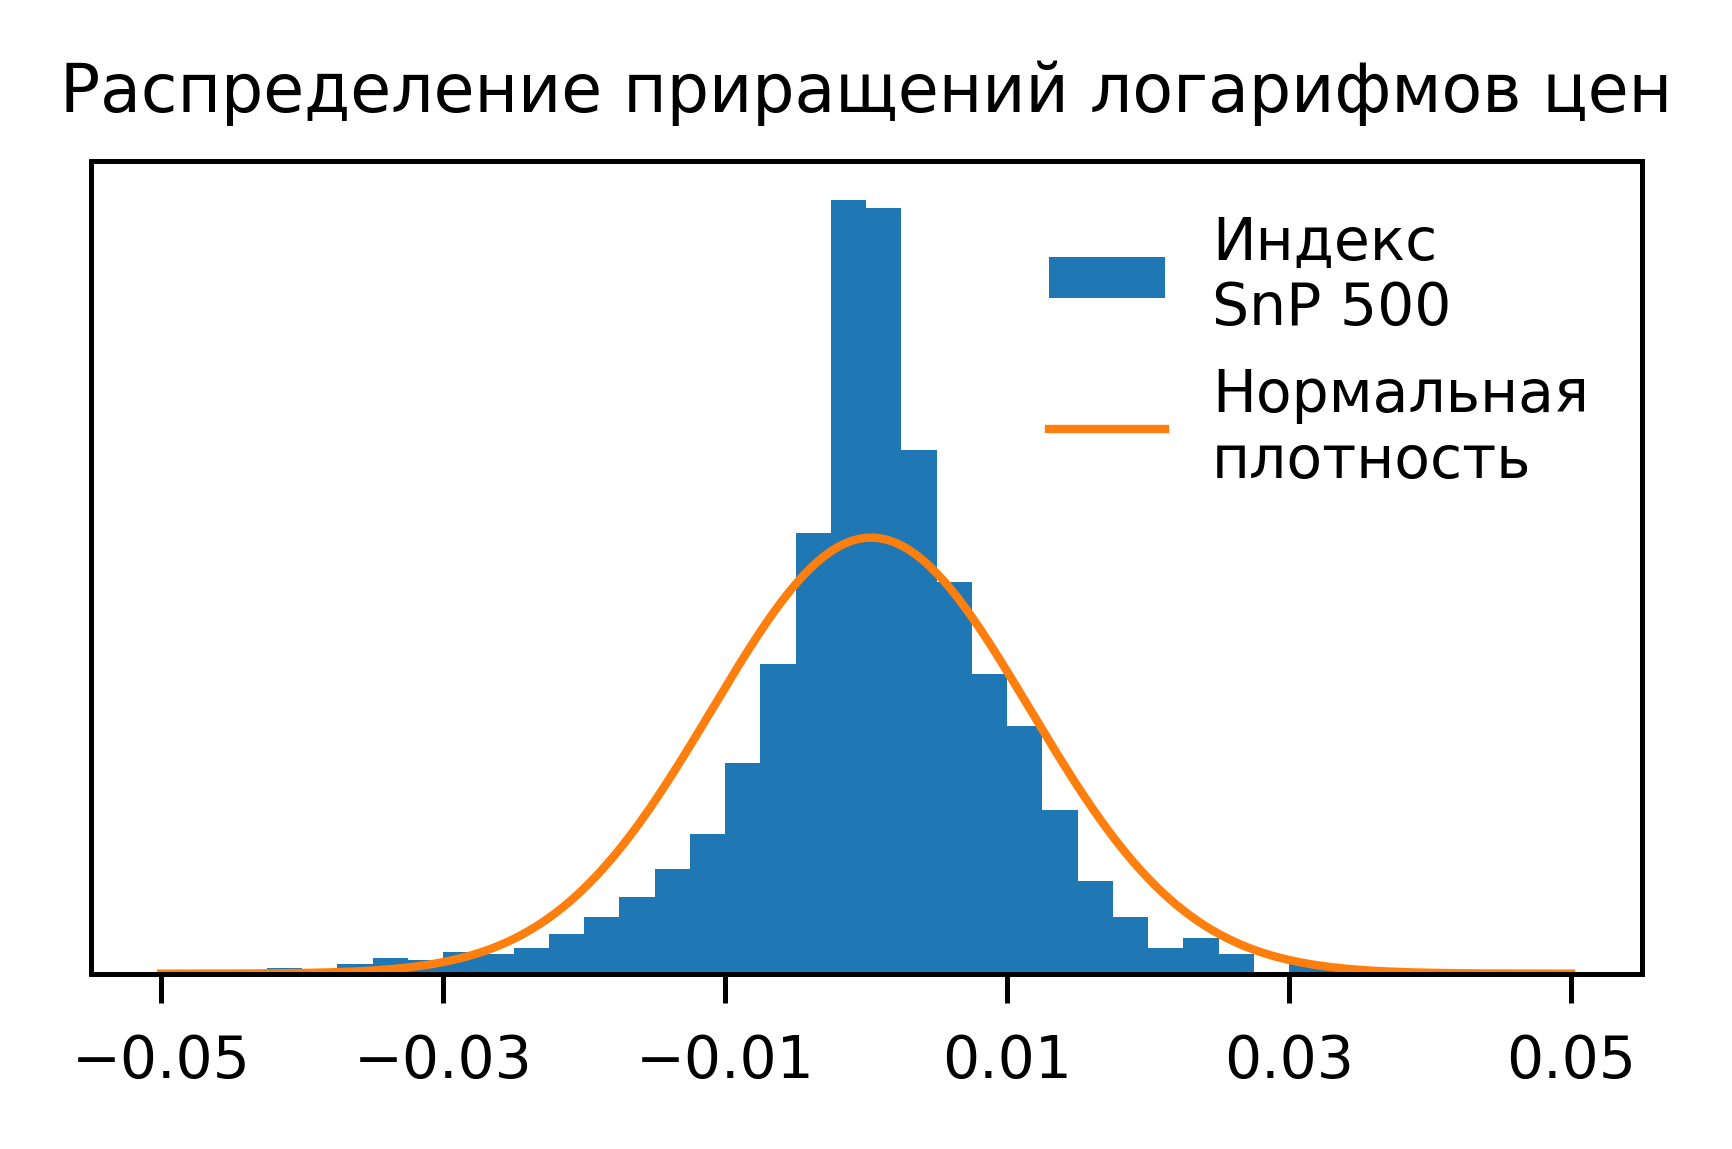 Распределение приращений логарифмов цен
Индекс
SnP 500
Нормальная
плотность
−0.05
−0.03
−0.01
0.01
0.03
0.05